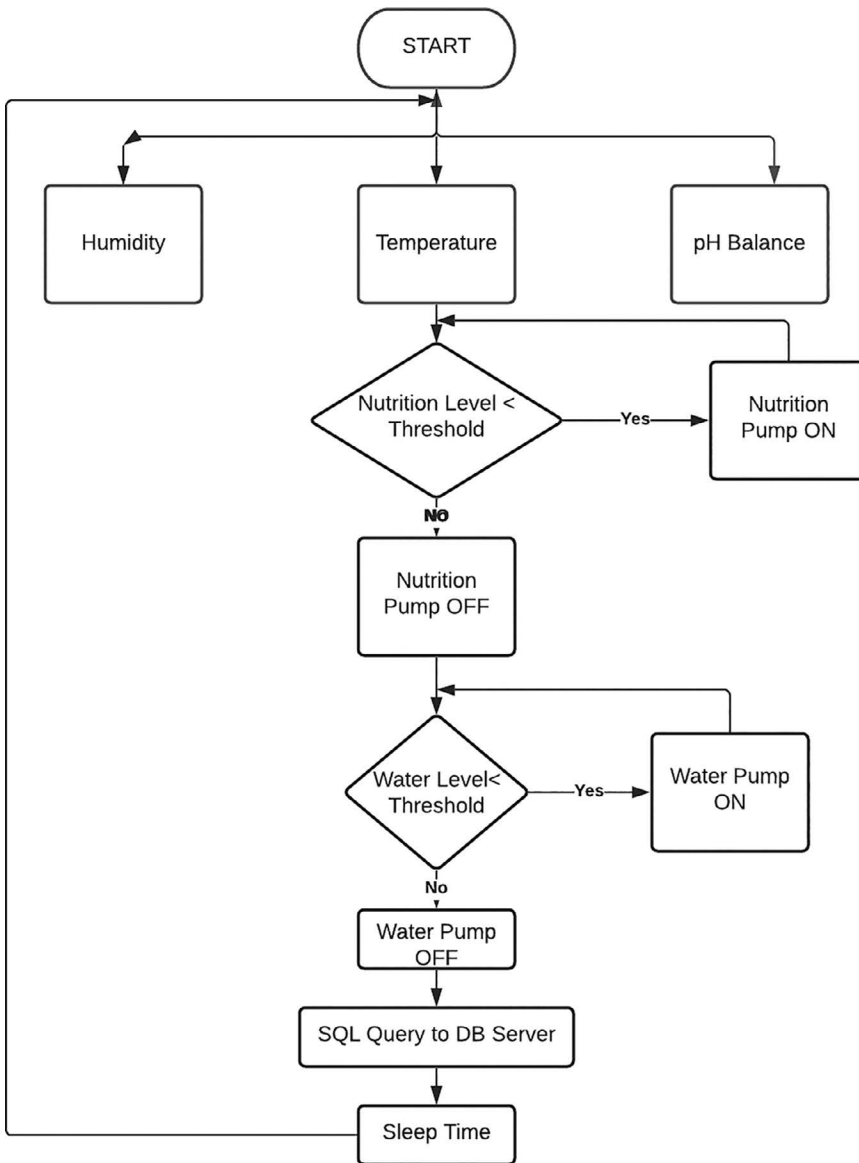 START
Humidity
Temperature
pH Balance
Nutrition Level <
Threshold
Yes
Nutrition
Pump ON
NO
Nutrition
Pump OFF
Water Level<
Threshold
Yes
Water Pump
ON
No
Water Pump
OFF
SQL Query to DB Server
Sleep Time